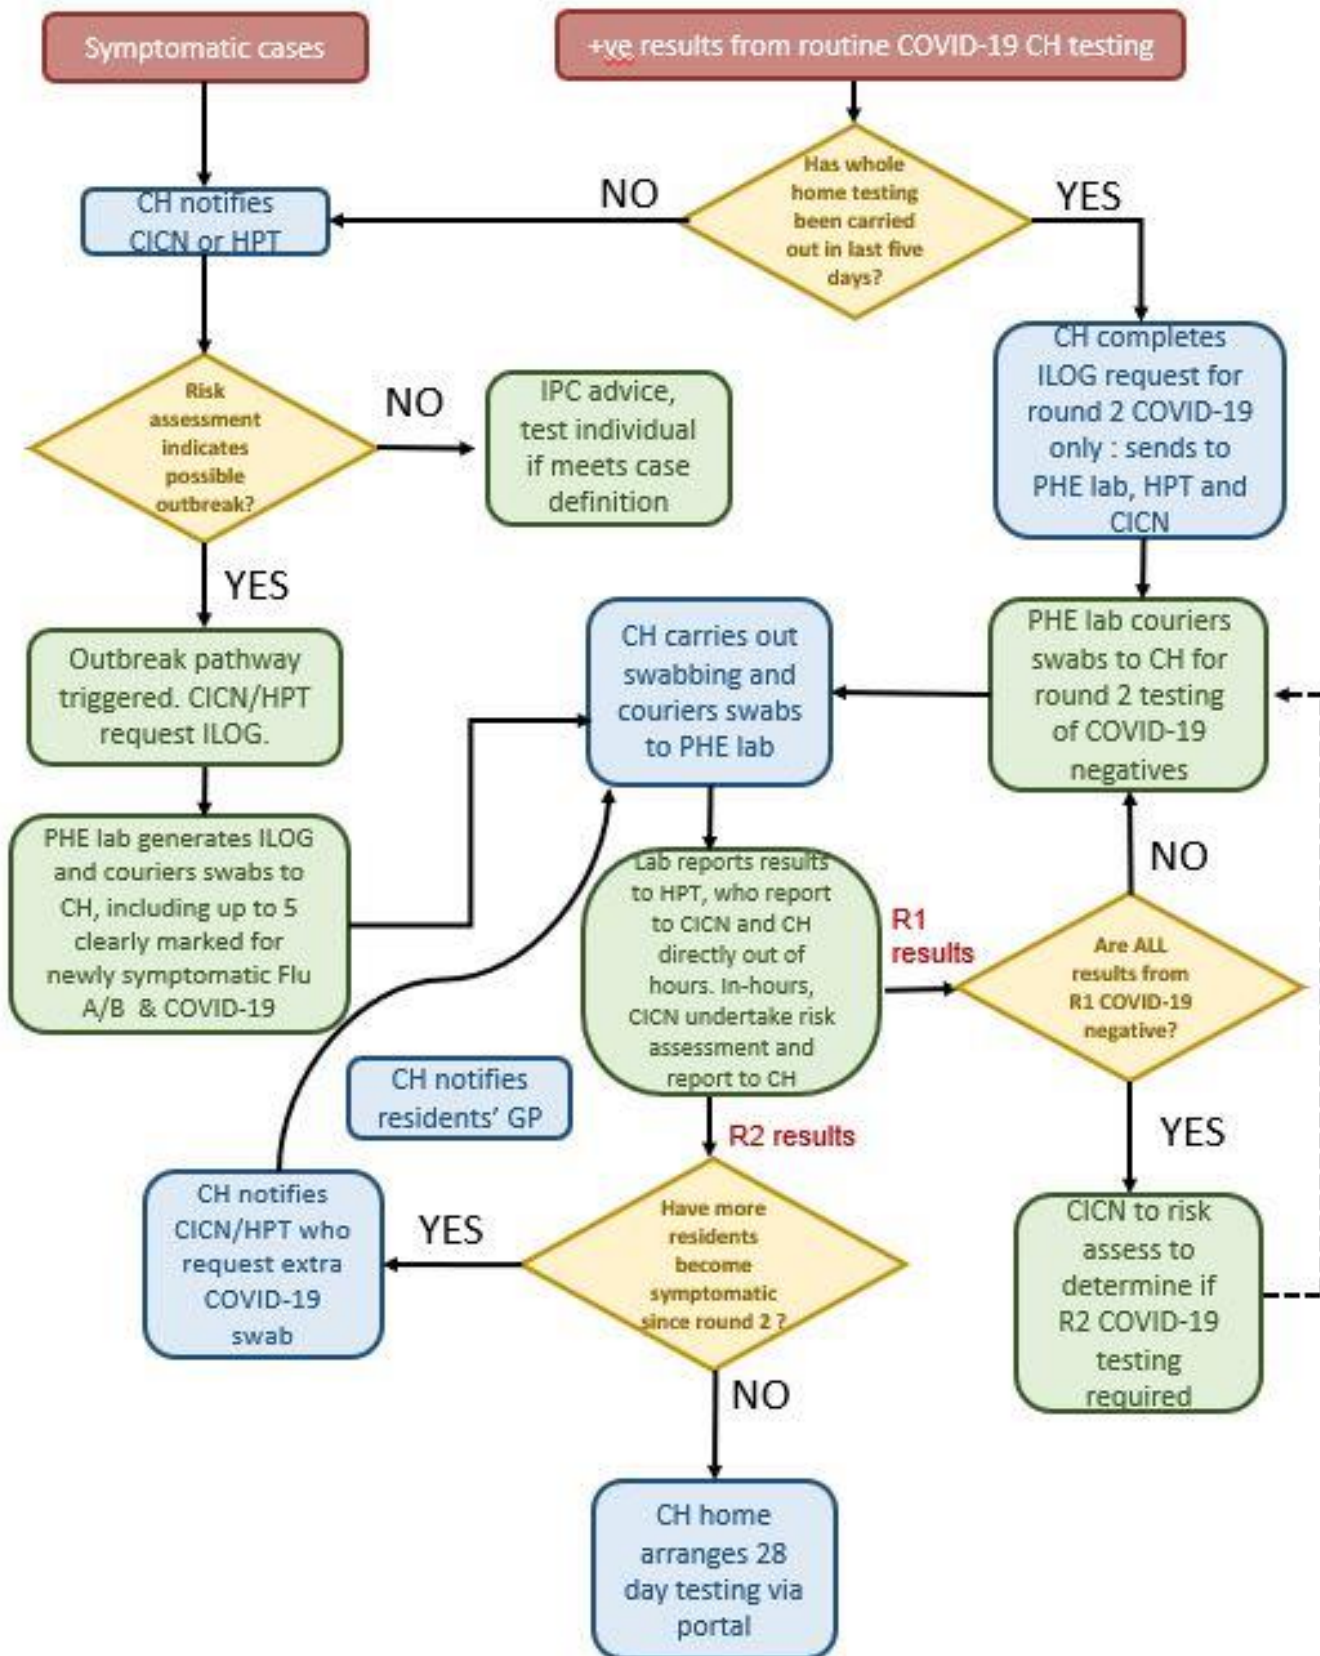 Symptomatic cases
+ve results from routine COVID-19 CH testing
Has whole
home testing
been carried
out in last five
days?
NO
YES
CH notifies
CICN or HPT
CH completes
ILOG request for
round 2 COVID-19
only : sends to
PHE lab, HPT and
CICN
Risk
assessment
indicates
possible
outbreak?
NO
IPC advice,
test individual
if meets case
definition
YES
Outbreak pathway
triggered. CICN/HPT
request ILOG.
CH carries out
swabbing and
couriers swabs
to PHE lab
PHE lab couriers
swabs to CH for
round 2 testing
of COVID-19
negatives
PHE lab generates ILOG
and couriers swabs to
CH, including up to 5
clearly marked for
newly symptomatic Flu
A/B & COVID-19
Lab reports results
to HPT, who report
to CICN and CH
directly out of
hours. In-hours,
CICN undertake risk
assessment and
report to CH
R1
results
NO
Are ALL
results from
R1 COVID-19
negative?
CH notifies
residents’ GP
R2 results
YES
CH notifies
CICN/HPT who
request extra
COVID-19
swab
YES
Have more
residents
become
symptomatic
since round 2 ?
CICN to risk
assess to
determine if
R2 COVID-19
testing
required
NO
CH home
arranges 28
day testing via
portal